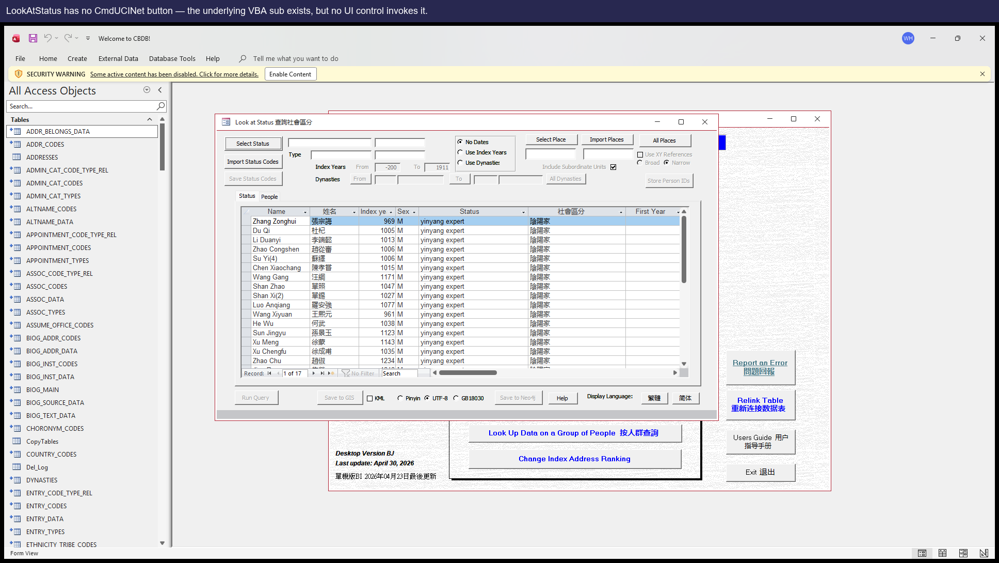 LookAtStatus has no CmdUCINet button — the underlying VBA sub exists, but no UI control invokes it.
Welcome to CBDB!
WH
File Home Create External Data Database Tools Help Tell me what you want to do
SECURITY WARNING Some active content has been disabled. Click for more details. Enable Content
All Access Objects
Search...
Tables
ADDR_BELONGS_DATA
ADDR_CODES
ADDRESSES
ADMIN_CAT_CODE_TYPE_REL
ADMIN_CAT_CODES
ADMIN_CAT_TYPES
ALTNAME_CODES
ALTNAME_DATA
APPOINTMENT_CODE_TYPE_REL
APPOINTMENT_CODES
APPOINTMENT_TYPES
ASSOC_CODE_TYPE_REL
ASSOC_CODES
ASSOC_DATA
ASSOC_TYPES
ASSUME_OFFICE_CODES
BIOG_ADDR_CODES
BIOG_ADDR_DATA
BIOG_INST_CODES
BIOG_INST_DATA
BIOG_MAIN
BIOG_SOURCE_DATA
BIOG_TEXT_DATA
CHORONYM_CODES
CopyTables
COUNTRY_CODES
Del_Log
DYNASTIES
ENTRY_CODE_TYPE_REL
ENTRY_CODES
ENTRY_DATA
ENTRY_TYPES
ETHNICITY_TRIBE_CODES
Form View
Look at Status 查詢社會區分
Select Status
Type
Import Status Codes
Save Status Codes
Index Years From -200 To 1911
Dynasties From To All Dynasties
No Dates
Use Index Years
Use Dynasties
Select Place Import Places All Places
Use XY References
Broad Narrow
Include Subordinate Units
Store Person IDs
Status People
Name 姓名 Index ye Sex Status 社會區分 First Year
Zhang Zonghui 張宗誨 969 M yinyang expert 陰陽家
Du Qi 杜杞 1005 M yinyang expert 陰陽家
Li Duanyi 李端懿 1013 M yinyang expert 陰陽家
Zhao Congshen 趙從審 1006 M yinyang expert 陰陽家
Su Yi(4) 蘇繹 1006 M yinyang expert 陰陽家
Chen Xiaochang 陳孝嘗 1015 M yinyang expert 陰陽家
Wang Gang 汪綱 1171 M yinyang expert 陰陽家
Shan Zhao 單照 1047 M yinyang expert 陰陽家
Shan Xi(2) 單錫 1027 M yinyang expert 陰陽家
Luo Anqiang 羅安強 1077 M yinyang expert 陰陽家
Wang Xiyuan 王熙元 961 M yinyang expert 陰陽家
He Wu 何武 1038 M yinyang expert 陰陽家
Sun Jingyu 孫景玉 1123 M yinyang expert 陰陽家
Xu Meng 徐蒙 1143 M yinyang expert 陰陽家
Xu Chengfu 徐成甫 1035 M yinyang expert 陰陽家
Zhao Chu 趙俶 1234 M yinyang expert 陰陽家
Record: 1 of 17 No Filter Search
Run Query Save to GIS KML Pinyin UTF-8 GB18030 Save to Neo4j Help Display Language: 繁體 简体
Look Up Data on a Group of People 按人群查詢
Change Index Address Ranking
Desktop Version BJ
Last update: April 30, 2026
單機版BI 2026年04月23日最後更新
Report an Error
問題回報
Relink Table
重新连接数据表
Users Guide 用户
指导手册
Exit 退出